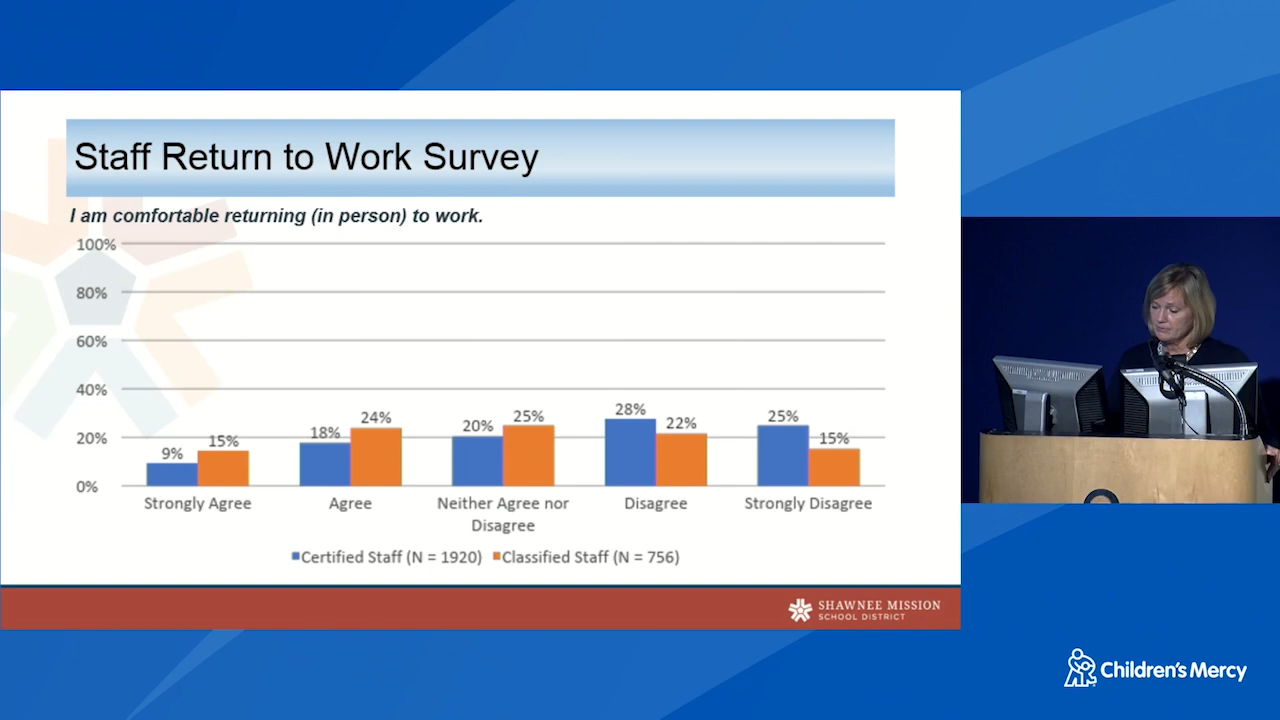 Staff Return to Work Survey
I am comfortable returning (in person) to work.
100%
80%
60%
40%
20%
0%
9%
15%
18%
24%
20%
25%
28%
22%
25%
15%
Strongly Agree
Agree
Neither Agree nor
Disagree
Disagree
Strongly Disagree
Certified Staff (N = 1920)
Classified Staff (N = 756)
SHAWNEE MISSION
SCHOOL DISTRICT
Children's Mercy